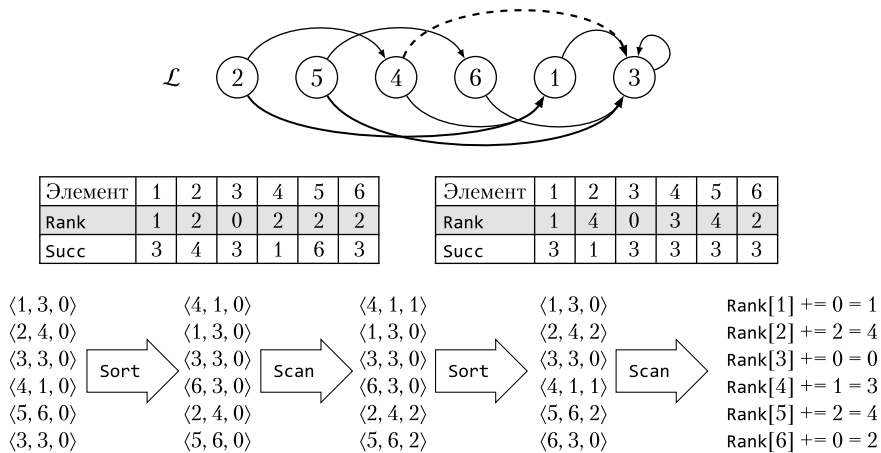 ℒ 2 5 4 6 1 3
Элемент 1 2 3 4 5 6
Rank 1 2 0 2 2 2
Succ 3 4 3 1 6 3
Элемент 1 2 3 4 5 6
Rank 1 4 0 3 4 2
Succ 3 1 3 3 3 3
⟨1, 3, 0⟩ ⟨4, 1, 0⟩ ⟨4, 1, 1⟩ ⟨1, 3, 0⟩ Rank[1] += 0 = 1
⟨2, 4, 0⟩ ⟨1, 3, 0⟩ ⟨1, 3, 0⟩ ⟨2, 4, 2⟩ Rank[2] += 2 = 4
⟨3, 3, 0⟩ Sort ⟨3, 3, 0⟩ Scan ⟨3, 3, 0⟩ Sort ⟨3, 3, 0⟩ Scan Rank[3] += 0 = 0
⟨4, 1, 0⟩ ⟨6, 3, 0⟩ ⟨6, 3, 0⟩ ⟨4, 1, 1⟩ Rank[4] += 1 = 3
⟨5, 6, 0⟩ ⟨2, 4, 0⟩ ⟨2, 4, 2⟩ ⟨5, 6, 2⟩ Rank[5] += 2 = 4
⟨3, 3, 0⟩ ⟨5, 6, 0⟩ ⟨5, 6, 2⟩ ⟨6, 3, 0⟩ Rank[6] += 0 = 2